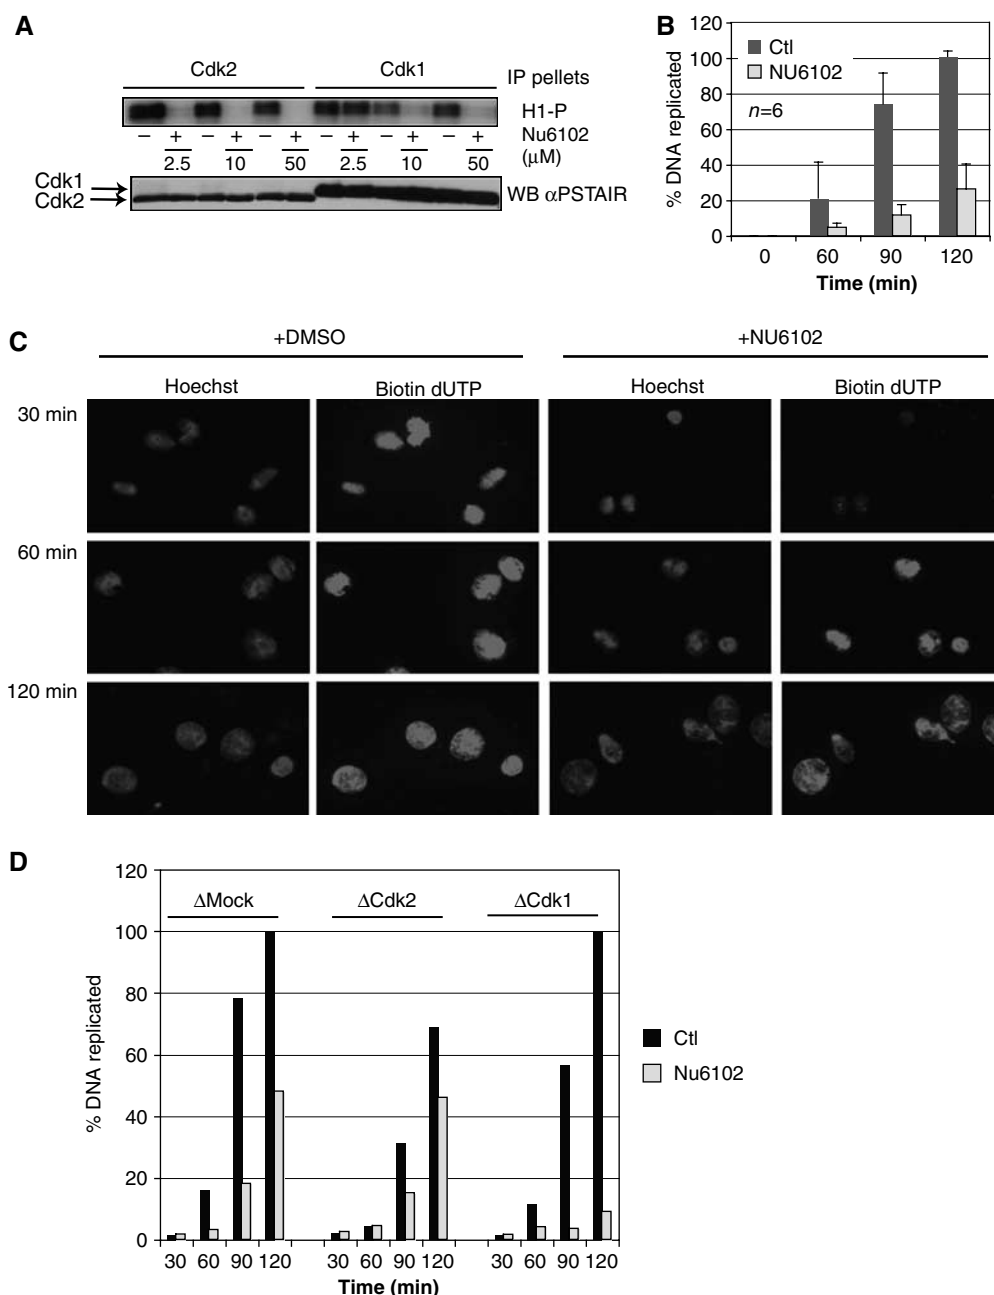 A
Cdk2 Cdk1 IP pellets
H1-P
– + – + – + – + – + – + Nu6102
2.5 10 50 2.5 10 50 (μM)
Cdk1
Cdk2
WB αPSTAIR
B
% DNA replicated
120
100
80
60
40
20
0
Ctl
NU6102
n=6
0 60 90 120
Time (min)
C
+DMSO +NU6102
Hoechst Biotin dUTP Hoechst Biotin dUTP
30 min
60 min
120 min
D
% DNA replicated
120
100
80
60
40
20
0
ΔMock ΔCdk2 ΔCdk1
Ctl
Nu6102
30 60 90 120 30 60 90 120 30 60 90 120
Time (min)